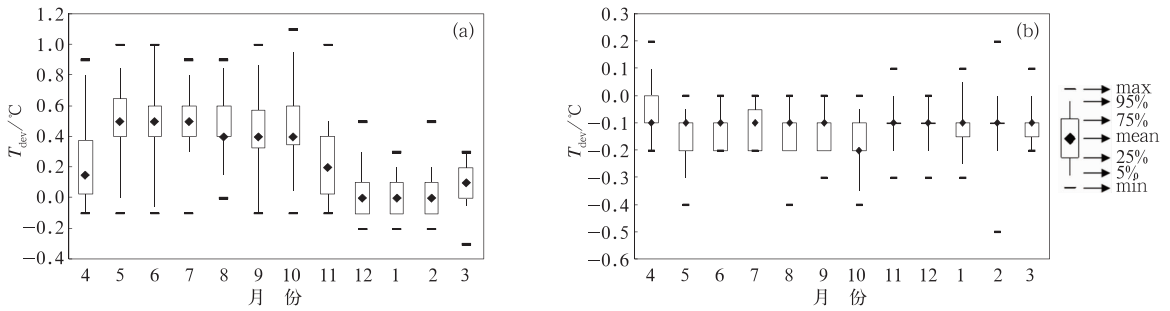 (a)
T_dev/℃
1.2
1.0
0.8
0.6
0.4
0.2
0.0
−0.2
−0.4
4 5 6 7 8 9 10 11 12 1 2 3
月 份
(b)
T_dev/℃
0.3
0.2
0.1
0.0
−0.1
−0.2
−0.3
−0.4
−0.5
−0.6
4 5 6 7 8 9 10 11 12 1 2 3
月 份
max
95%
75%
mean
25%
5%
min